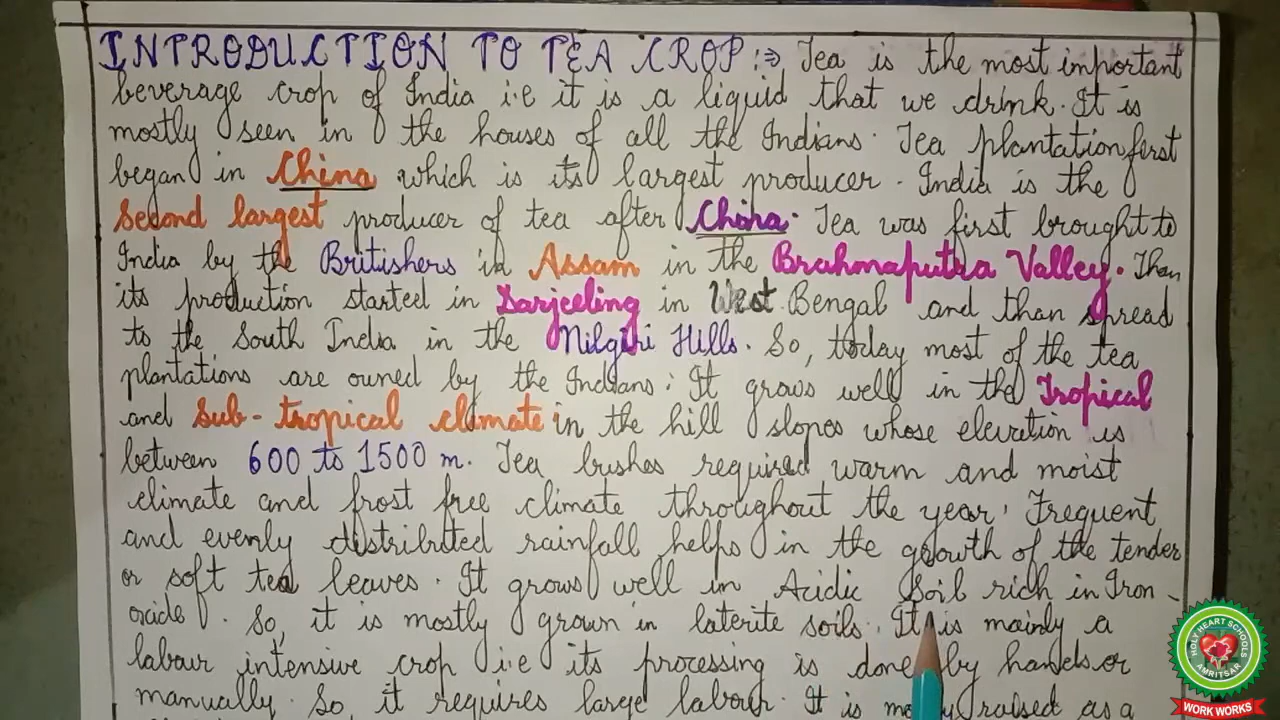 INTRODUCTION TO TEA CROP :⇒ Tea is the most important
beverage crop of India i.e it is a liquid that we drink. It is
mostly seen in the houses of all the Indians. Tea plantation first
began in China which is its largest producer. India is the
second largest producer of tea after China. Tea was first brought to
India by the Britishers in Assam in the Brahmaputra Valley. Than
its production started in Darjeeling in West Bengal and than spread
to the South India in the Nilgiri Hills. So, today most of the tea
plantations are owned by the Indians. It grows well in the Tropical
and Sub-tropical climate in the hill slopes whose elevation is
between 600 to 1500 m. Tea bushes required warm and moist
climate and frost free climate throughout the year. Frequent
and evenly distributed rainfall helps in the growth of the tender
or soft tea leaves. It grows well in Acidic Soil rich in Iron-
oxide. So, it is mostly grown in laterite soils. It is mainly a
labour intensive crop i.e its processing is done by hands or
manually. So, it requires large labour. It is raised as a
HOLY HEART SCHOOLS
AMRITSAR
WORK WORKS